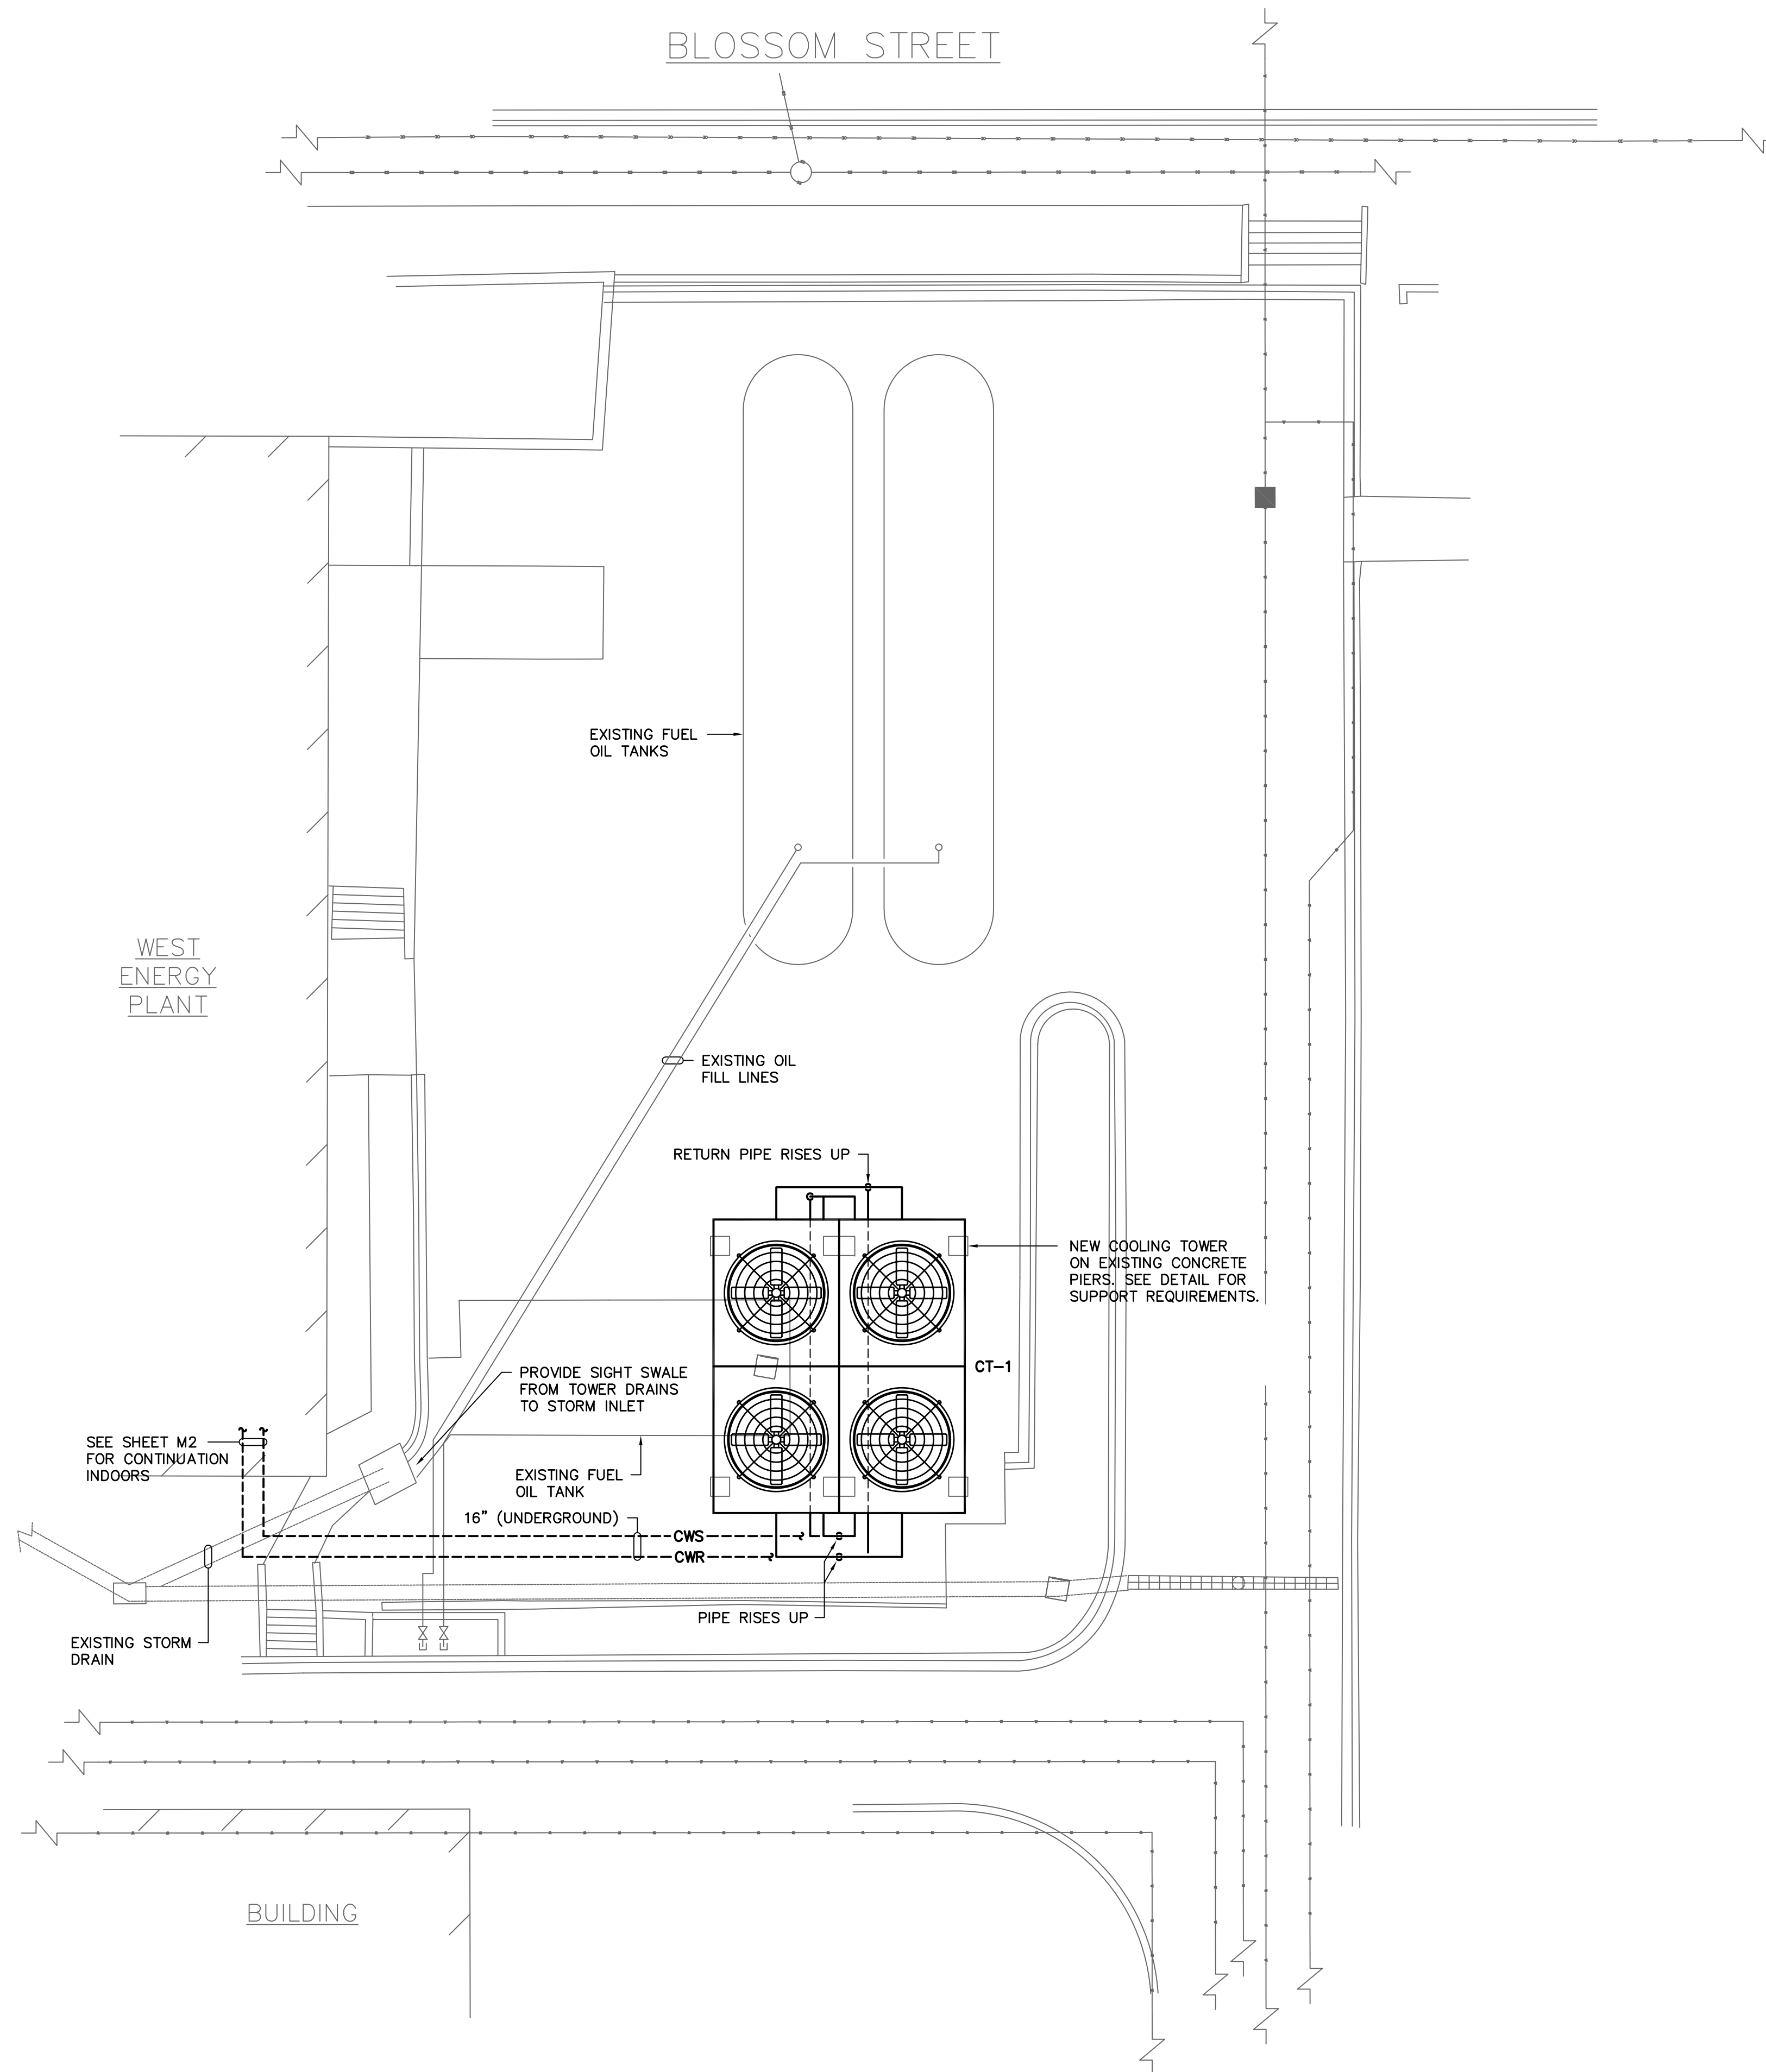 BLOSSOM STREET
EXISTING FUEL
OIL TANKS
WEST
ENERGY
PLANT
EXISTING OIL
FILL LINES
RETURN PIPE RISES UP
NEW COOLING TOWER
ON EXISTING CONCRETE
PIERS. SEE DETAIL FOR
SUPPORT REQUIREMENTS.
CT-1
PROVIDE SIGHT SWALE
FROM TOWER DRAINS
TO STORM INLET
SEE SHEET M2
FOR CONTINUATION
INDOORS
EXISTING FUEL
OIL TANK
16" (UNDERGROUND)
CWS
CWR
PIPE RISES UP
EXISTING STORM
DRAIN
BUILDING